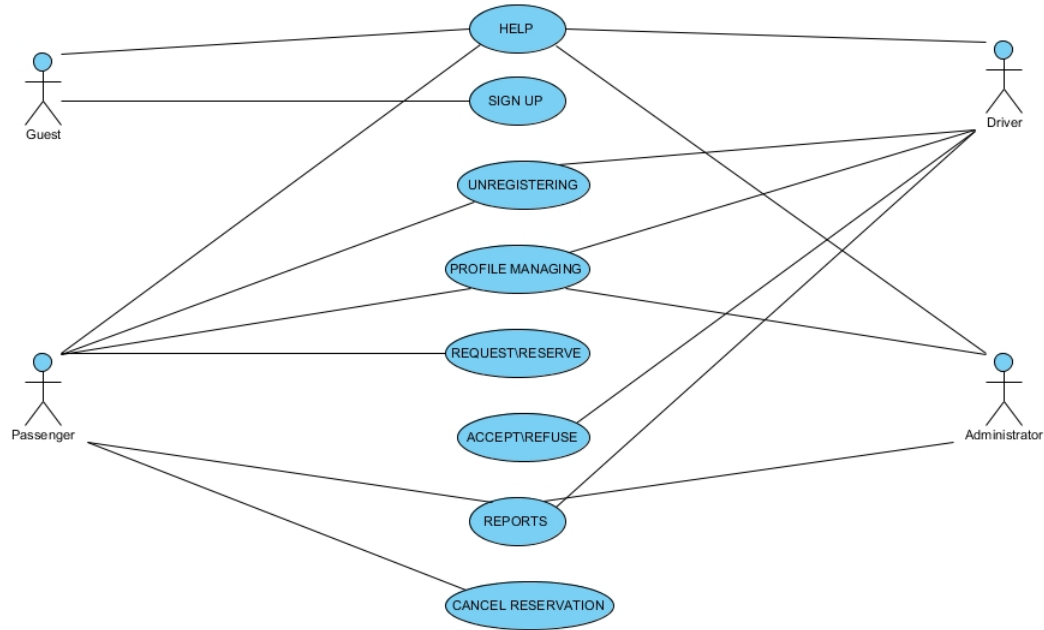 HELP
SIGN UP
Guest
Driver
UNREGISTERING
PROFILE MANAGING
REQUEST\RESERVE
Passenger
ACCEPT\REFUSE
Administrator
REPORTS
CANCEL RESERVATION